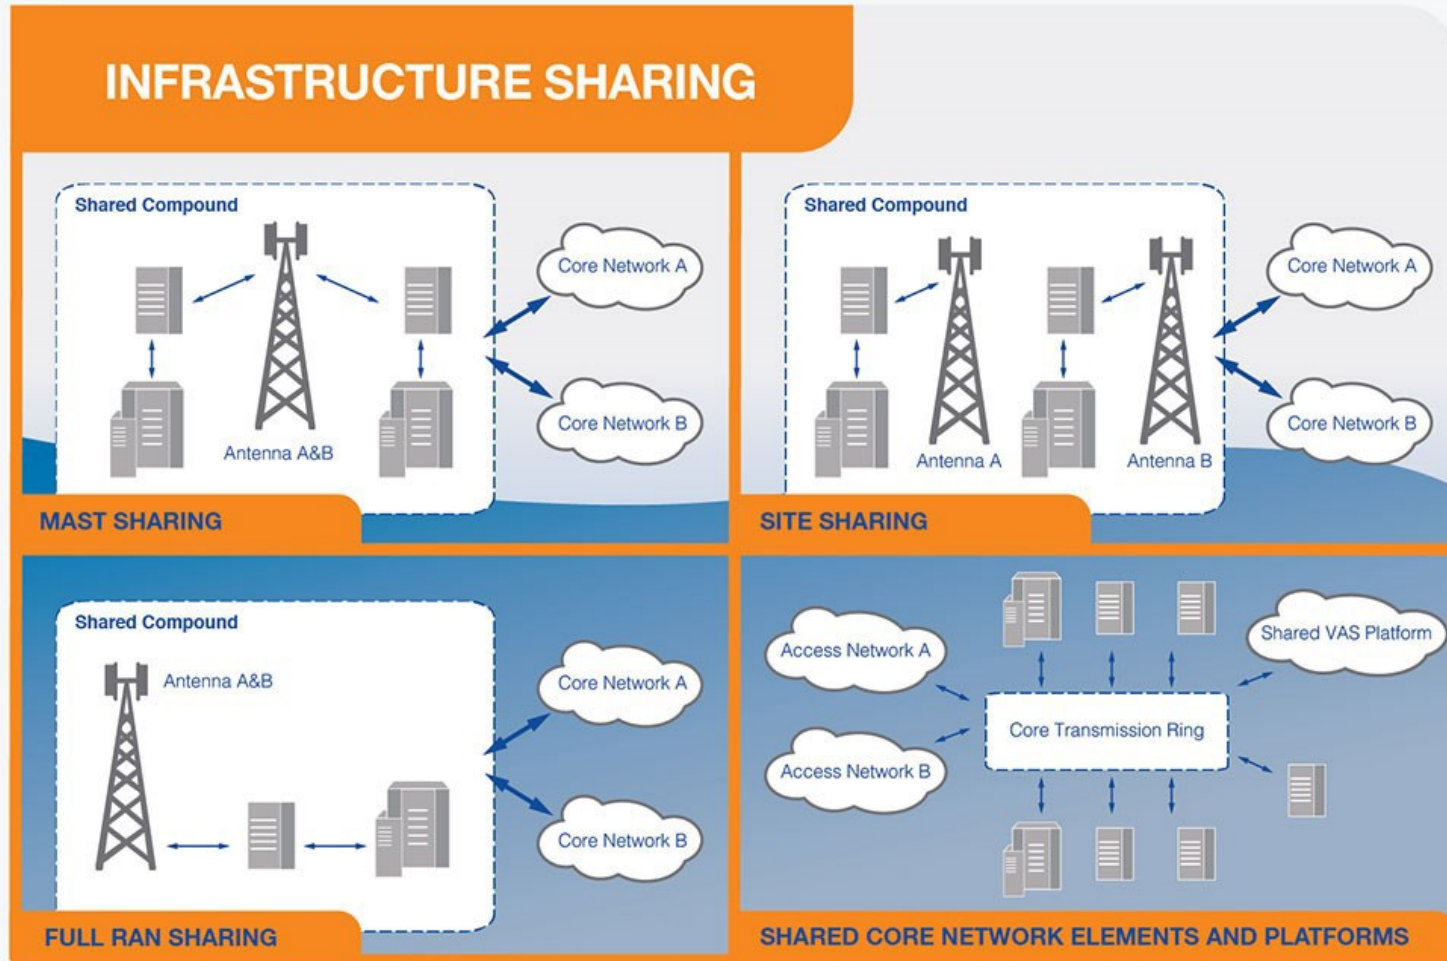 INFRASTRUCTURE SHARING
Shared Compound
Core Network A
Core Network B
Antenna A&B
MAST SHARING
Shared Compound
Core Network A
Core Network B
Antenna A
Antenna B
SITE SHARING
Shared Compound
Antenna A&B
Core Network A
Core Network B
FULL RAN SHARING
Access Network A
Shared VAS Platform
Core Transmission Ring
Access Network B
SHARED CORE NETWORK ELEMENTS AND PLATFORMS